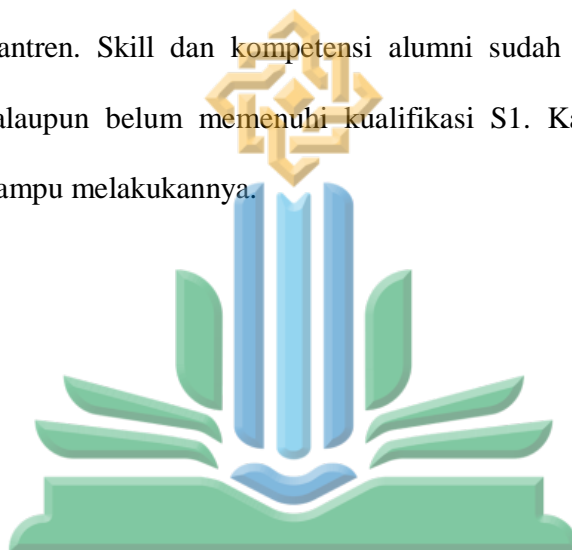 antren. Skill dan kompetensi alumni sudah
alaupun belum memenuhi kualifikasi S1. Ka
ampu melakukannya.